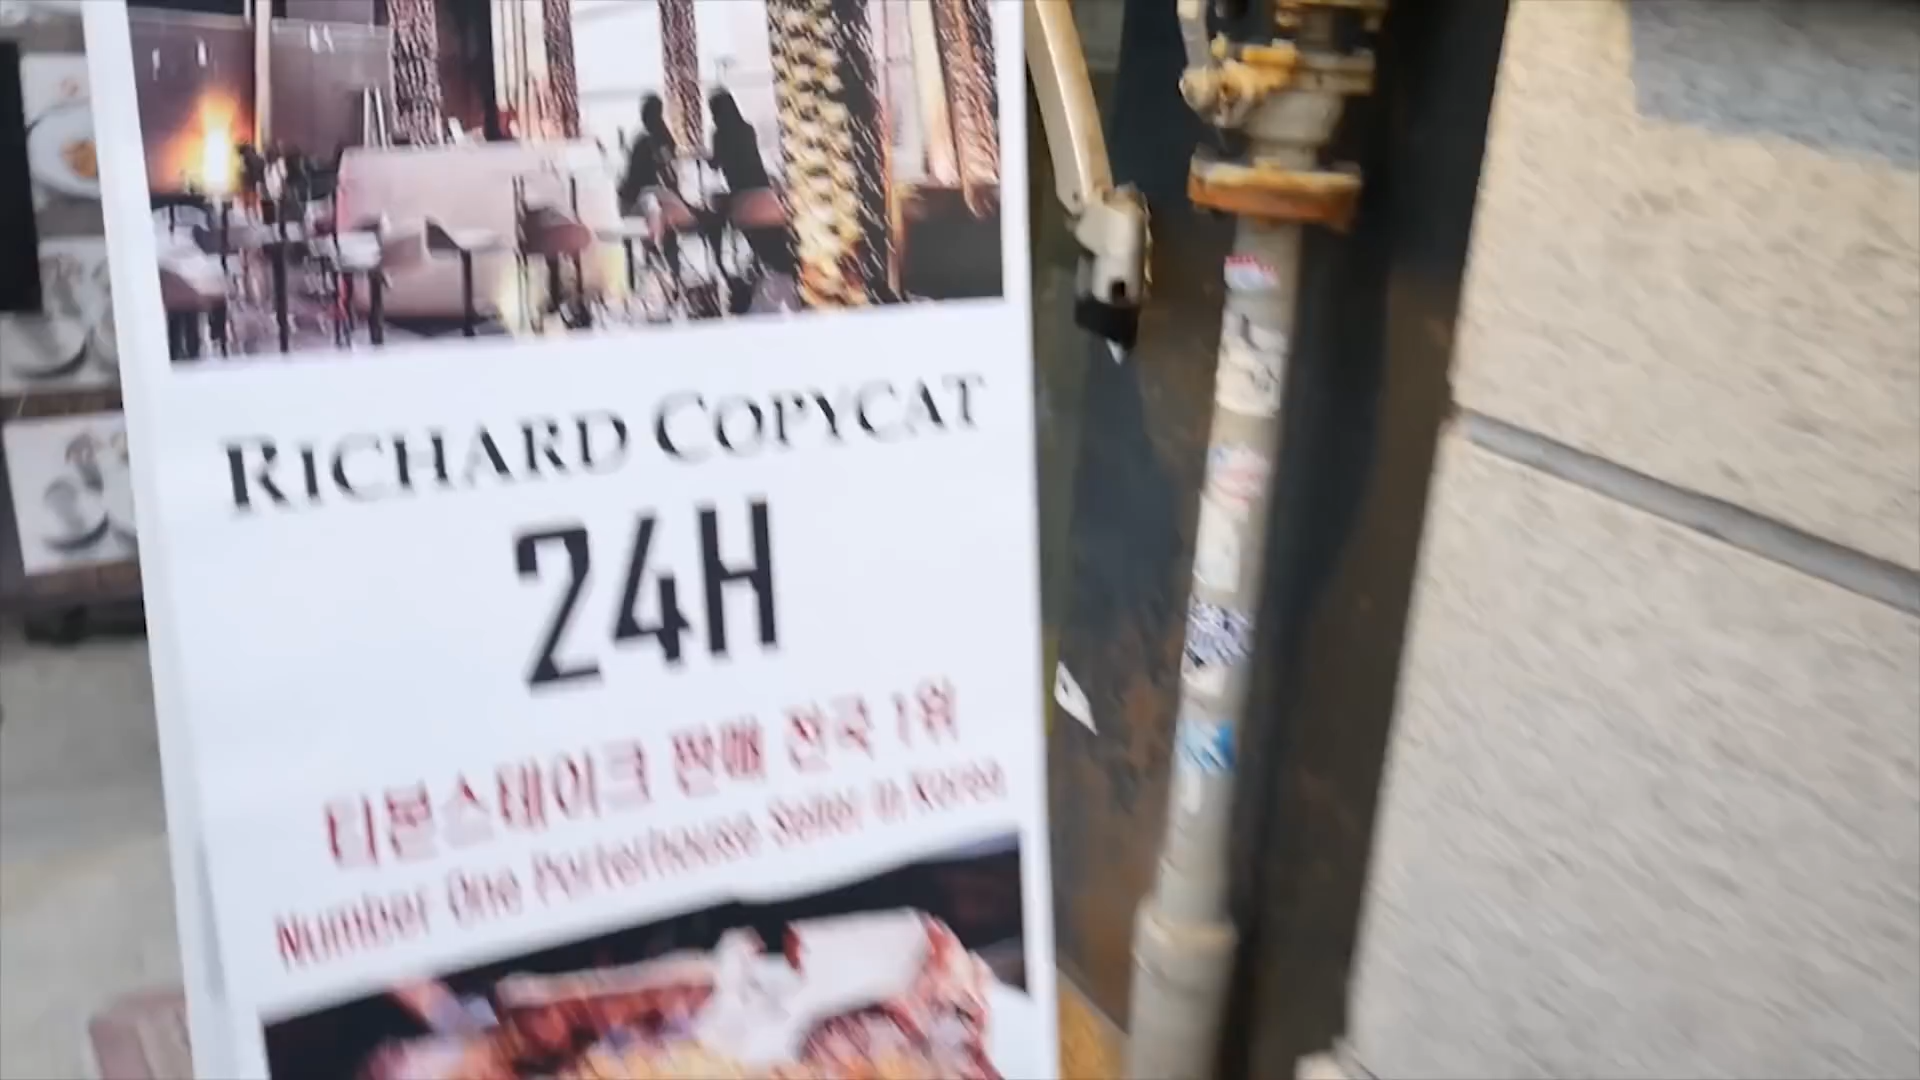 RICHARD COPYCAT
24H
티본스테이크 판매 전국 1위
Number One Porterhouse Seller in Korea